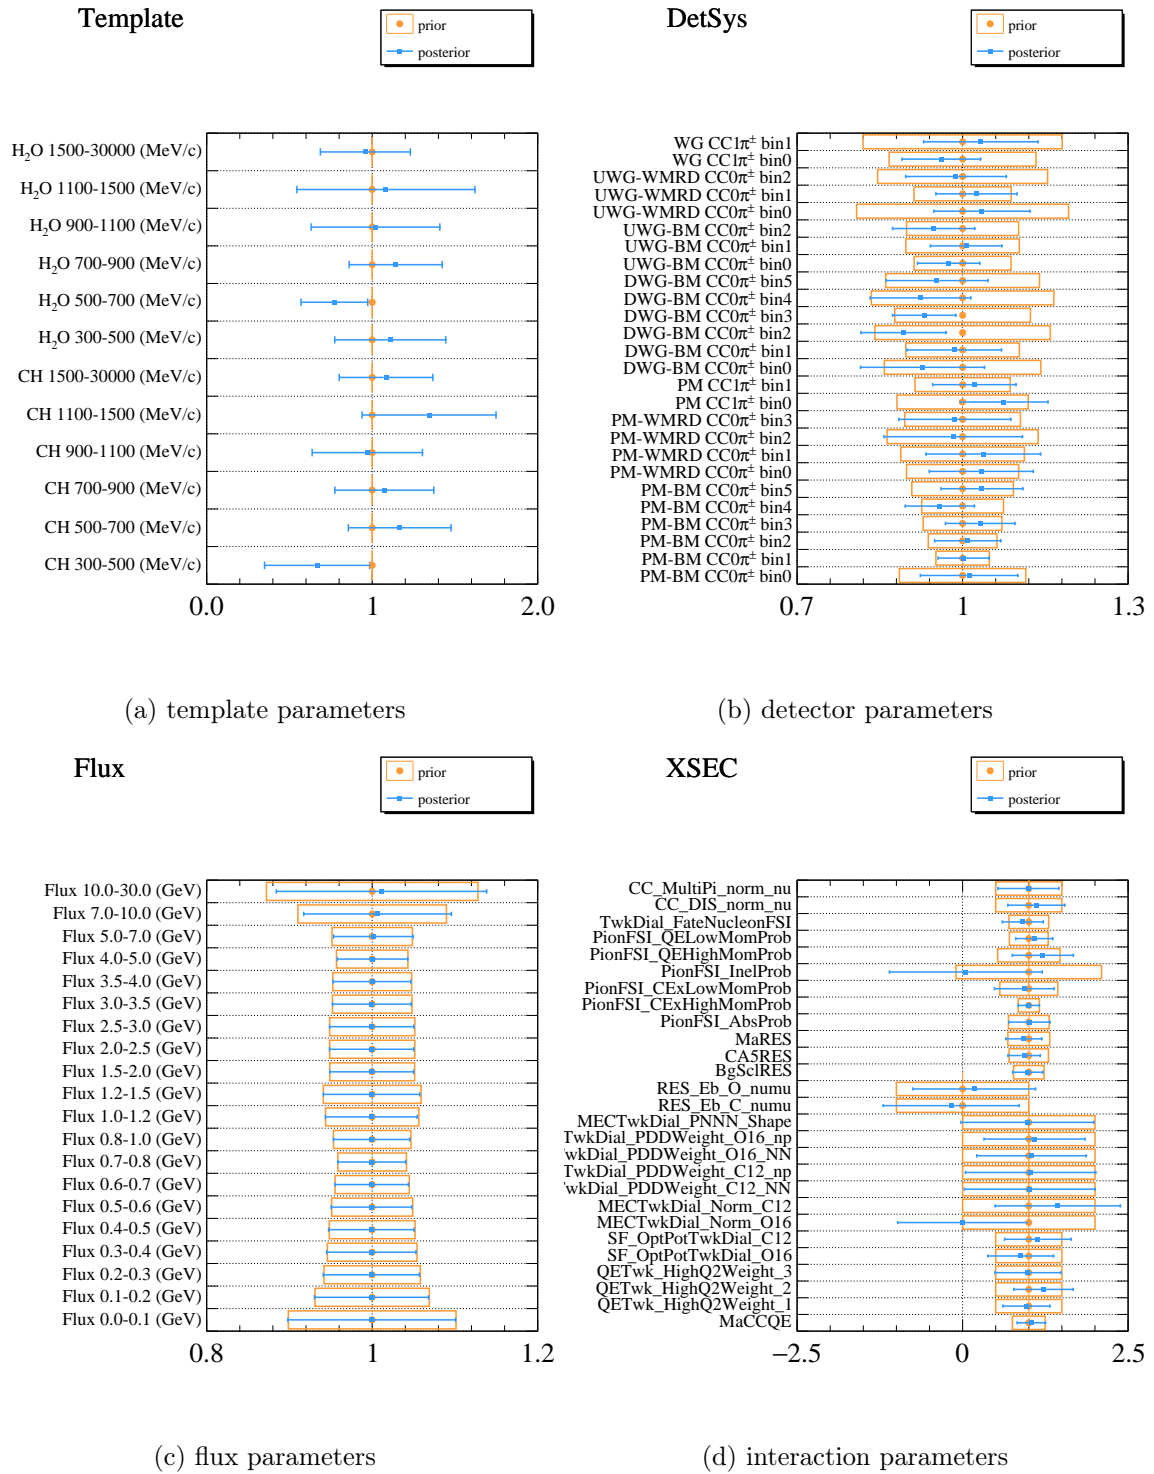 Template
prior
posterior
H₂O 1500-30000 (MeV/c)
H₂O 1100-1500 (MeV/c)
H₂O 900-1100 (MeV/c)
H₂O 700-900 (MeV/c)
H₂O 500-700 (MeV/c)
H₂O 300-500 (MeV/c)
CH 1500-30000 (MeV/c)
CH 1100-1500 (MeV/c)
CH 900-1100 (MeV/c)
CH 700-900 (MeV/c)
CH 500-700 (MeV/c)
CH 300-500 (MeV/c)
0.0 1 2.0
(a) template parameters
DetSys
prior
posterior
WG CC1π± bin1
WG CC1π± bin0
UWG-WMRD CC0π± bin2
UWG-WMRD CC0π± bin1
UWG-WMRD CC0π± bin0
UWG-BM CC0π± bin2
UWG-BM CC0π± bin1
UWG-BM CC0π± bin0
DWG-BM CC0π± bin5
DWG-BM CC0π± bin4
DWG-BM CC0π± bin3
DWG-BM CC0π± bin2
DWG-BM CC0π± bin1
DWG-BM CC0π± bin0
PM CC1π± bin1
PM CC1π± bin0
PM-WMRD CC0π± bin3
PM-WMRD CC0π± bin2
PM-WMRD CC0π± bin1
PM-WMRD CC0π± bin0
PM-BM CC0π± bin5
PM-BM CC0π± bin4
PM-BM CC0π± bin3
PM-BM CC0π± bin2
PM-BM CC0π± bin1
PM-BM CC0π± bin0
0.7 1 1.3
(b) detector parameters
Flux
prior
posterior
Flux 10.0-30.0 (GeV)
Flux 7.0-10.0 (GeV)
Flux 5.0-7.0 (GeV)
Flux 4.0-5.0 (GeV)
Flux 3.5-4.0 (GeV)
Flux 3.0-3.5 (GeV)
Flux 2.5-3.0 (GeV)
Flux 2.0-2.5 (GeV)
Flux 1.5-2.0 (GeV)
Flux 1.2-1.5 (GeV)
Flux 1.0-1.2 (GeV)
Flux 0.8-1.0 (GeV)
Flux 0.7-0.8 (GeV)
Flux 0.6-0.7 (GeV)
Flux 0.5-0.6 (GeV)
Flux 0.4-0.5 (GeV)
Flux 0.3-0.4 (GeV)
Flux 0.2-0.3 (GeV)
Flux 0.1-0.2 (GeV)
Flux 0.0-0.1 (GeV)
0.8 1 1.2
(c) flux parameters
XSEC
prior
posterior
CC_MultiPi_norm_nu
CC_DIS_norm_nu
TwkDial_FateNucleonFSI
PionFSI_QELowMomProb
PionFSI_QEHighMomProb
PionFSI_InelProb
PionFSI_CExLowMomProb
PionFSI_CExHighMomProb
PionFSI_AbsProb
MaRES
CA5RES
BgSclRES
RES_Eb_O_numu
RES_Eb_C_numu
MECTwkDial_PNNN_Shape
TwkDial_PDDWeight_O16_np
wkDial_PDDWeight_O16_NN
TwkDial_PDDWeight_C12_np
wkDial_PDDWeight_C12_NN
MECTwkDial_Norm_C12
MECTwkDial_Norm_O16
SF_OptPotTwkDial_C12
SF_OptPotTwkDial_O16
QETwk_HighQ2Weight_3
QETwk_HighQ2Weight_2
QETwk_HighQ2Weight_1
MaCCQE
−2.5 0 2.5
(d) interaction parameters